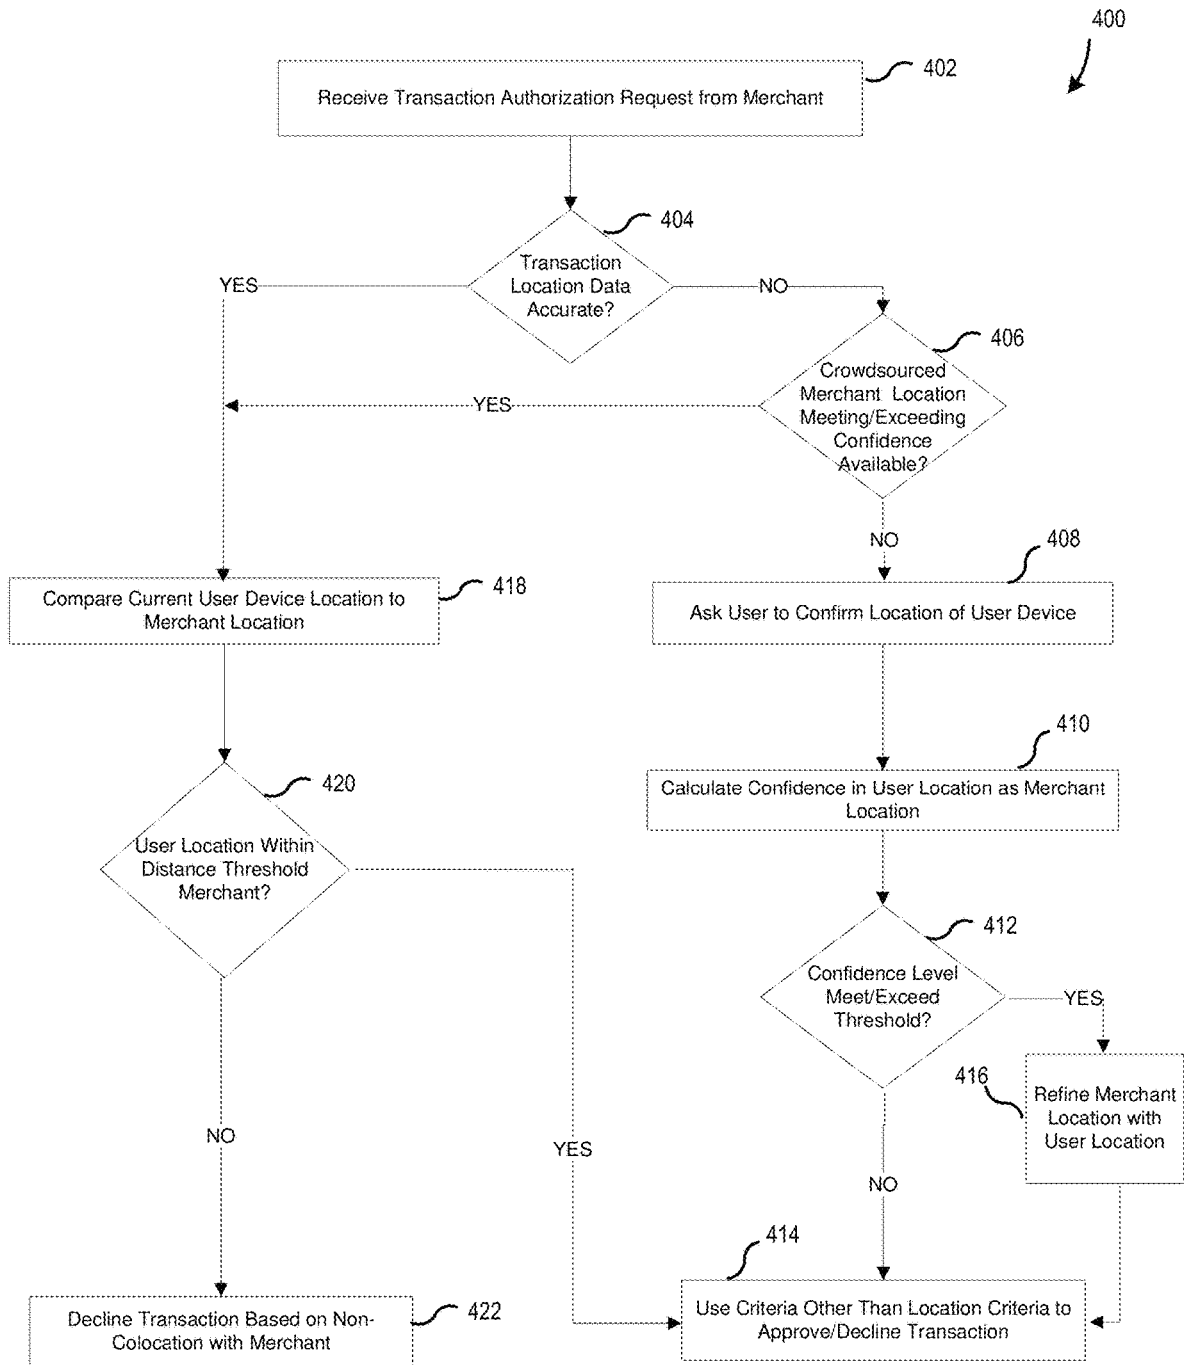 400
402
Receive Transaction Authorization Request from Merchant
404
Transaction
Location Data
Accurate?
YES
NO
406
Crowdsourced
Merchant Location
Meeting/Exceeding
Confidence
Available?
YES
NO
408
418
Compare Current User Device Location to
Merchant Location
Ask User to Confirm Location of User Device
410
Calculate Confidence in User Location as Merchant
Location
420
User Location Within
Distance Threshold
Merchant?
412
Confidence Level
Meet/Exceed
Threshold?
YES
416
Refine Merchant
Location with
User Location
NO
YES
NO
414
Use Criteria Other Than Location Criteria to
Approve/Decline Transaction
422
Decline Transaction Based on Non-
Colocation with Merchant